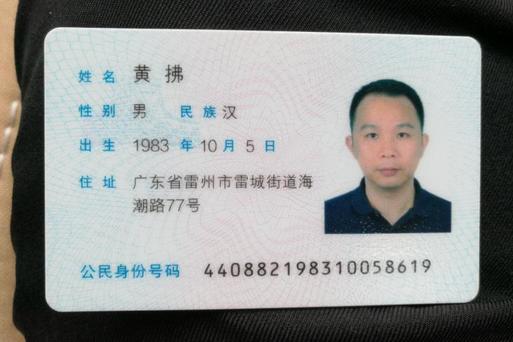 姓名 黄拂
性别 男 民族 汉
出生 1983 年 10 月 5 日
住址 广东省雷州市雷城街道海
潮路77号
公民身份号码 440882198310058619